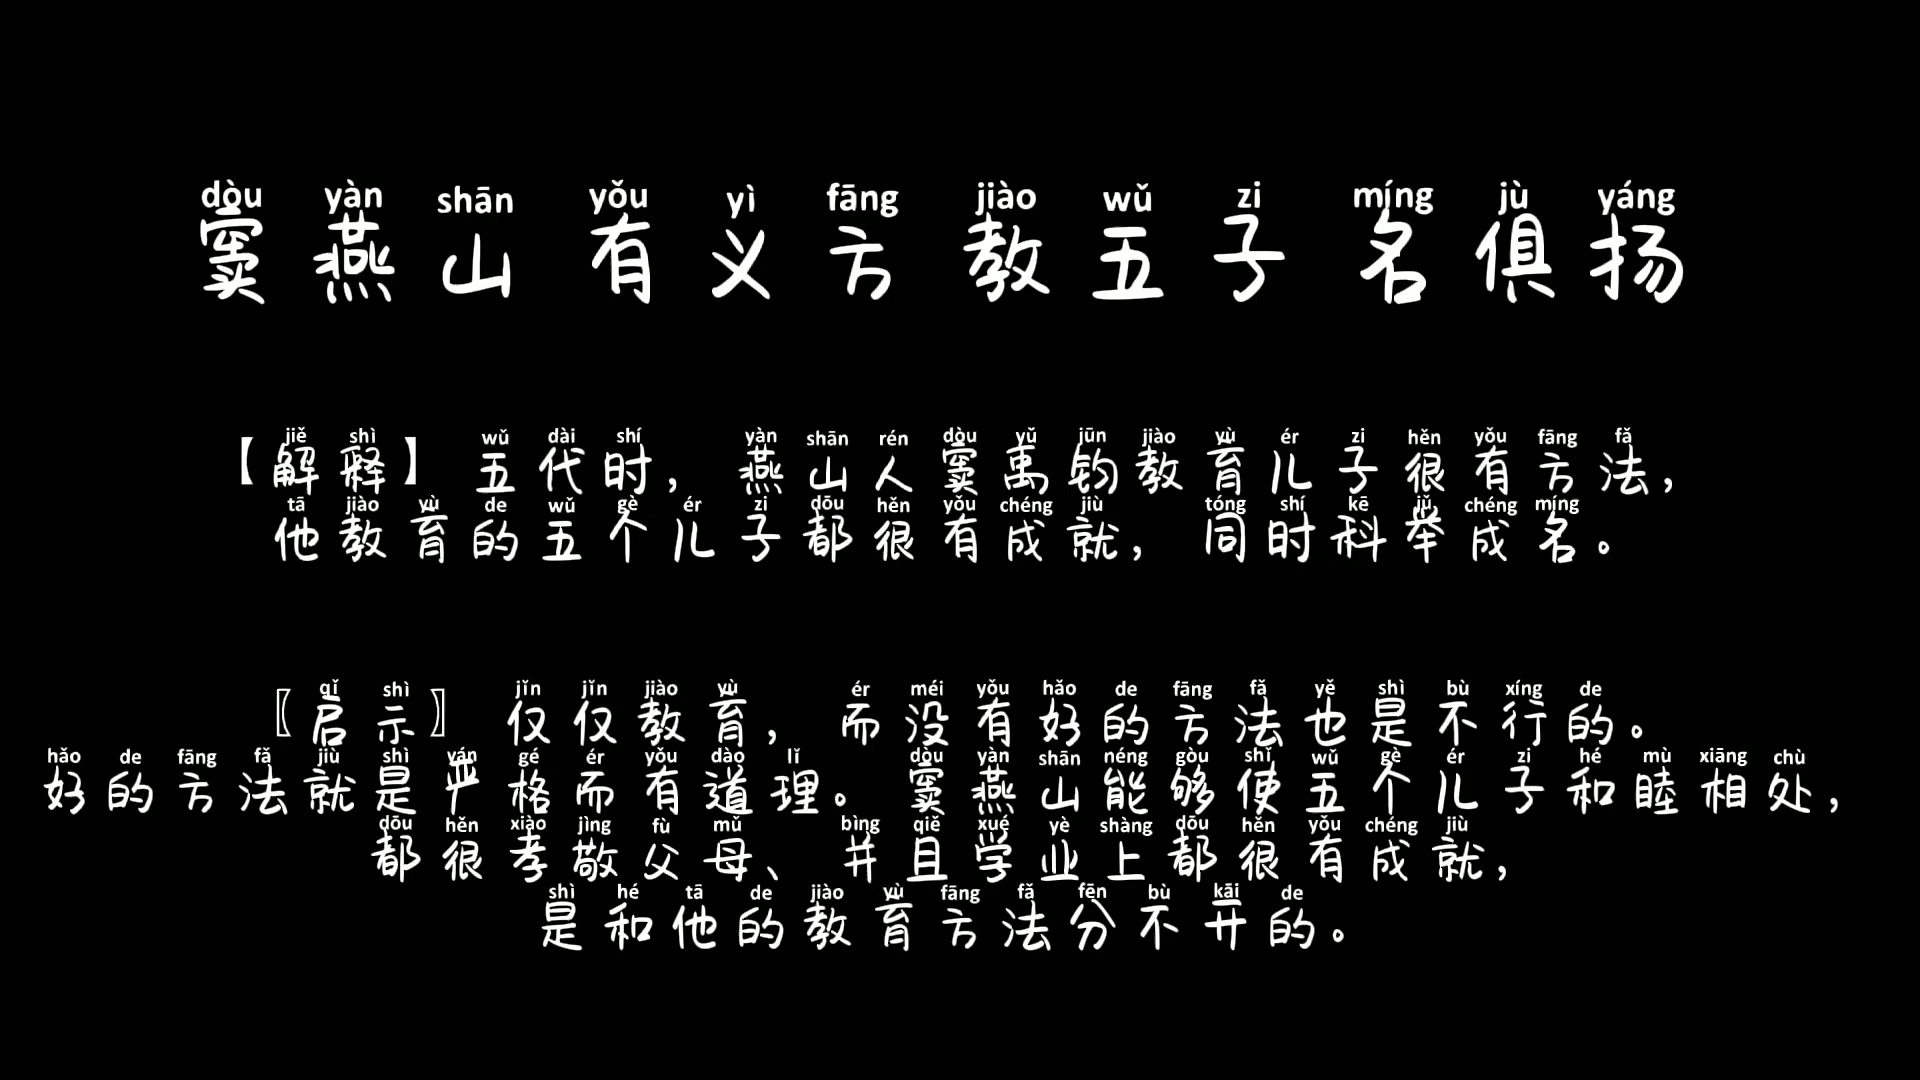 dòu yàn shān yǒu yì fāng jiào wǔ zi míng jù yáng
窦燕山 有义方 教五子 名俱扬
jiě shì wǔ dài shí yàn shān rén dòu yǔ jūn jiào yù ér zi hěn yǒu fāng fǎ
【解释】 五代时, 燕山人窦禹钧教育儿子很有方法,
tā jiào yù de wǔ gè ér zi dōu hěn yǒu chéng jiù tóng shí kē jǔ chéng míng
他教育的五个儿子都很有成就, 同时科举成名。
qǐ shì jǐn jǐn jiào yù ér méi yǒu hǎo de fāng fǎ yě shì bù xíng de
〖启示〗 仅仅教育, 而没有好的方法也是不行的。
hǎo de fāng fǎ jiù shì yán gé ér yǒu dào lǐ dòu yàn shān néng gòu shǐ wǔ gè ér zi hé mù xiāng chù
好的方法就是严格而有道理。窦燕山能够使五个儿子和睦相处,
dōu hěn xiào jìng fù mǔ bìng qiě xué yè shàng dōu hěn yǒu chéng jiù
都很孝敬父母、并且学业上都很有成就,
shì hé tā de jiào yù fāng fǎ fēn bù kāi de
是和他的教育方法分不开的。